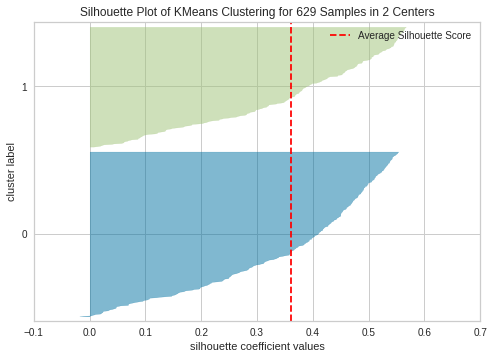 Silhouette Plot of KMeans Clustering for 629 Samples in 2 Centers
Average Silhouette Score
1
cluster label
0
-0.1 0.0 0.1 0.2 0.3 0.4 0.5 0.6 0.7
silhouette coefficient values